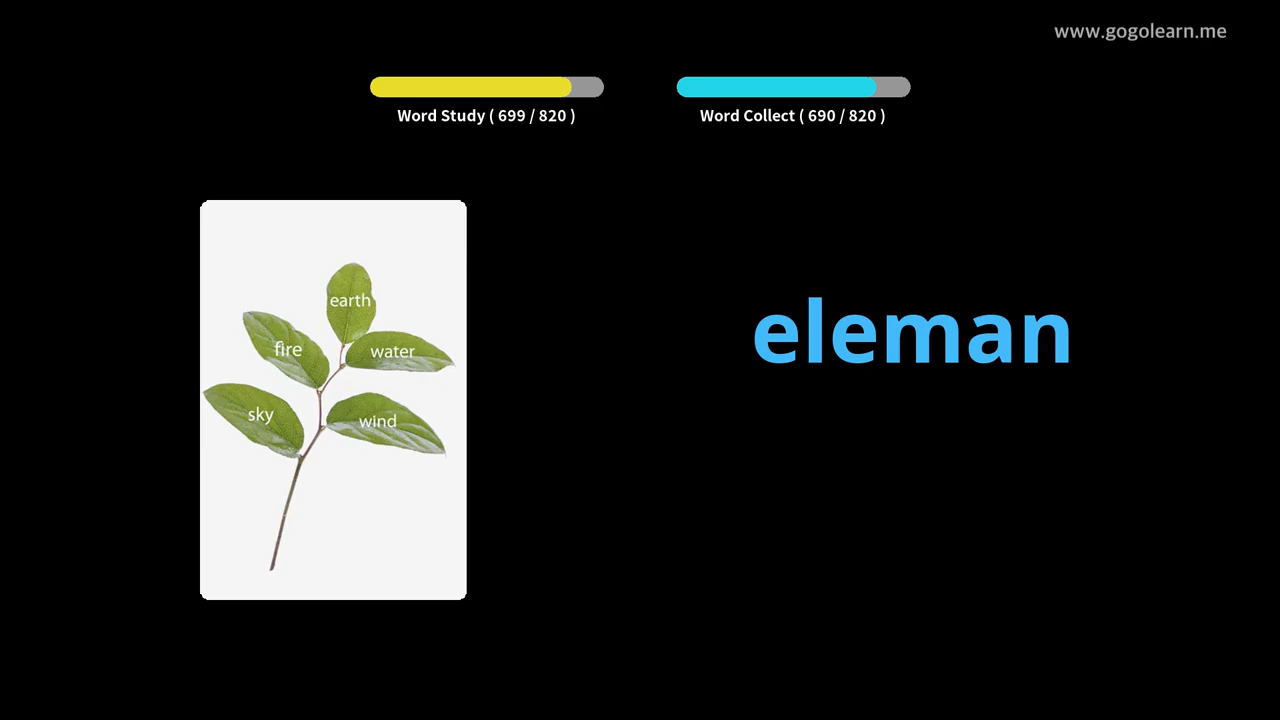 www.gogolearn.me
Word Study ( 699 / 820 )
Word Collect ( 690 / 820 )
earth
fire
water
sky
wind
eleman